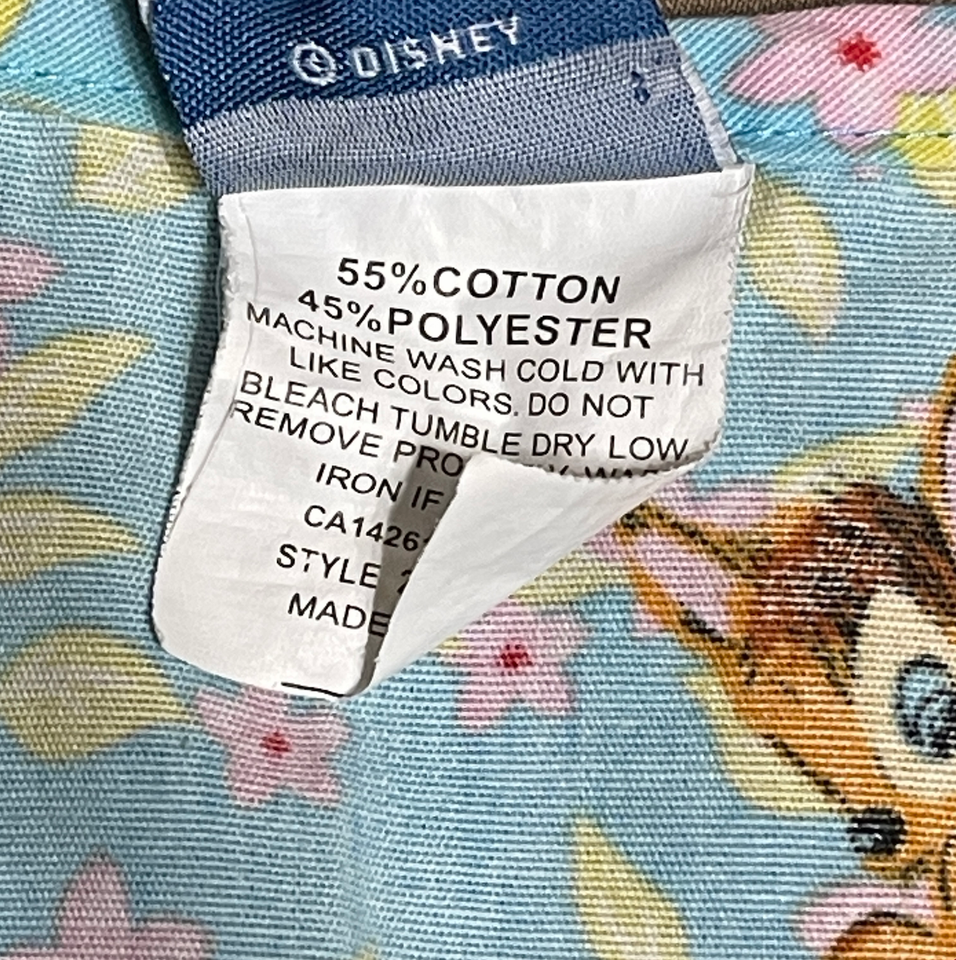 © DISNEY
55%COTTON
45%POLYESTER
MACHINE WASH COLD WITH
LIKE COLORS. DO NOT
BLEACH TUMBLE DRY LOW
REMOVE
IRON IF
STYLE
MADE